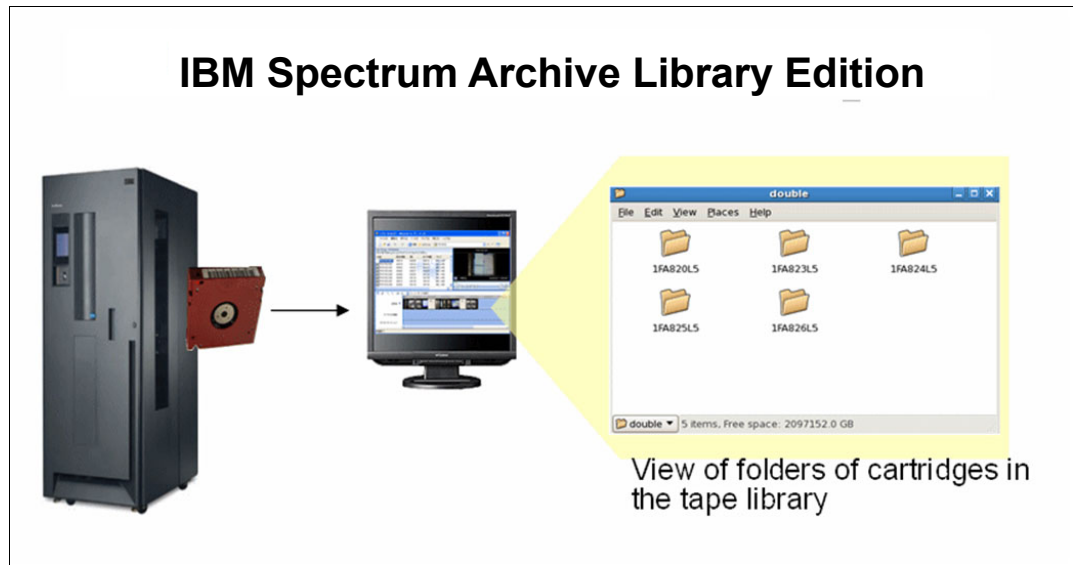 IBM Spectrum Archive Library Edition
double
File Edit View Places Help
1FA820L5 1FA823L5 1FA824L5
1FA825L5 1FA826L5
double 5 items, Free space: 2097152.0 GB
View of folders of cartridges in
the tape library